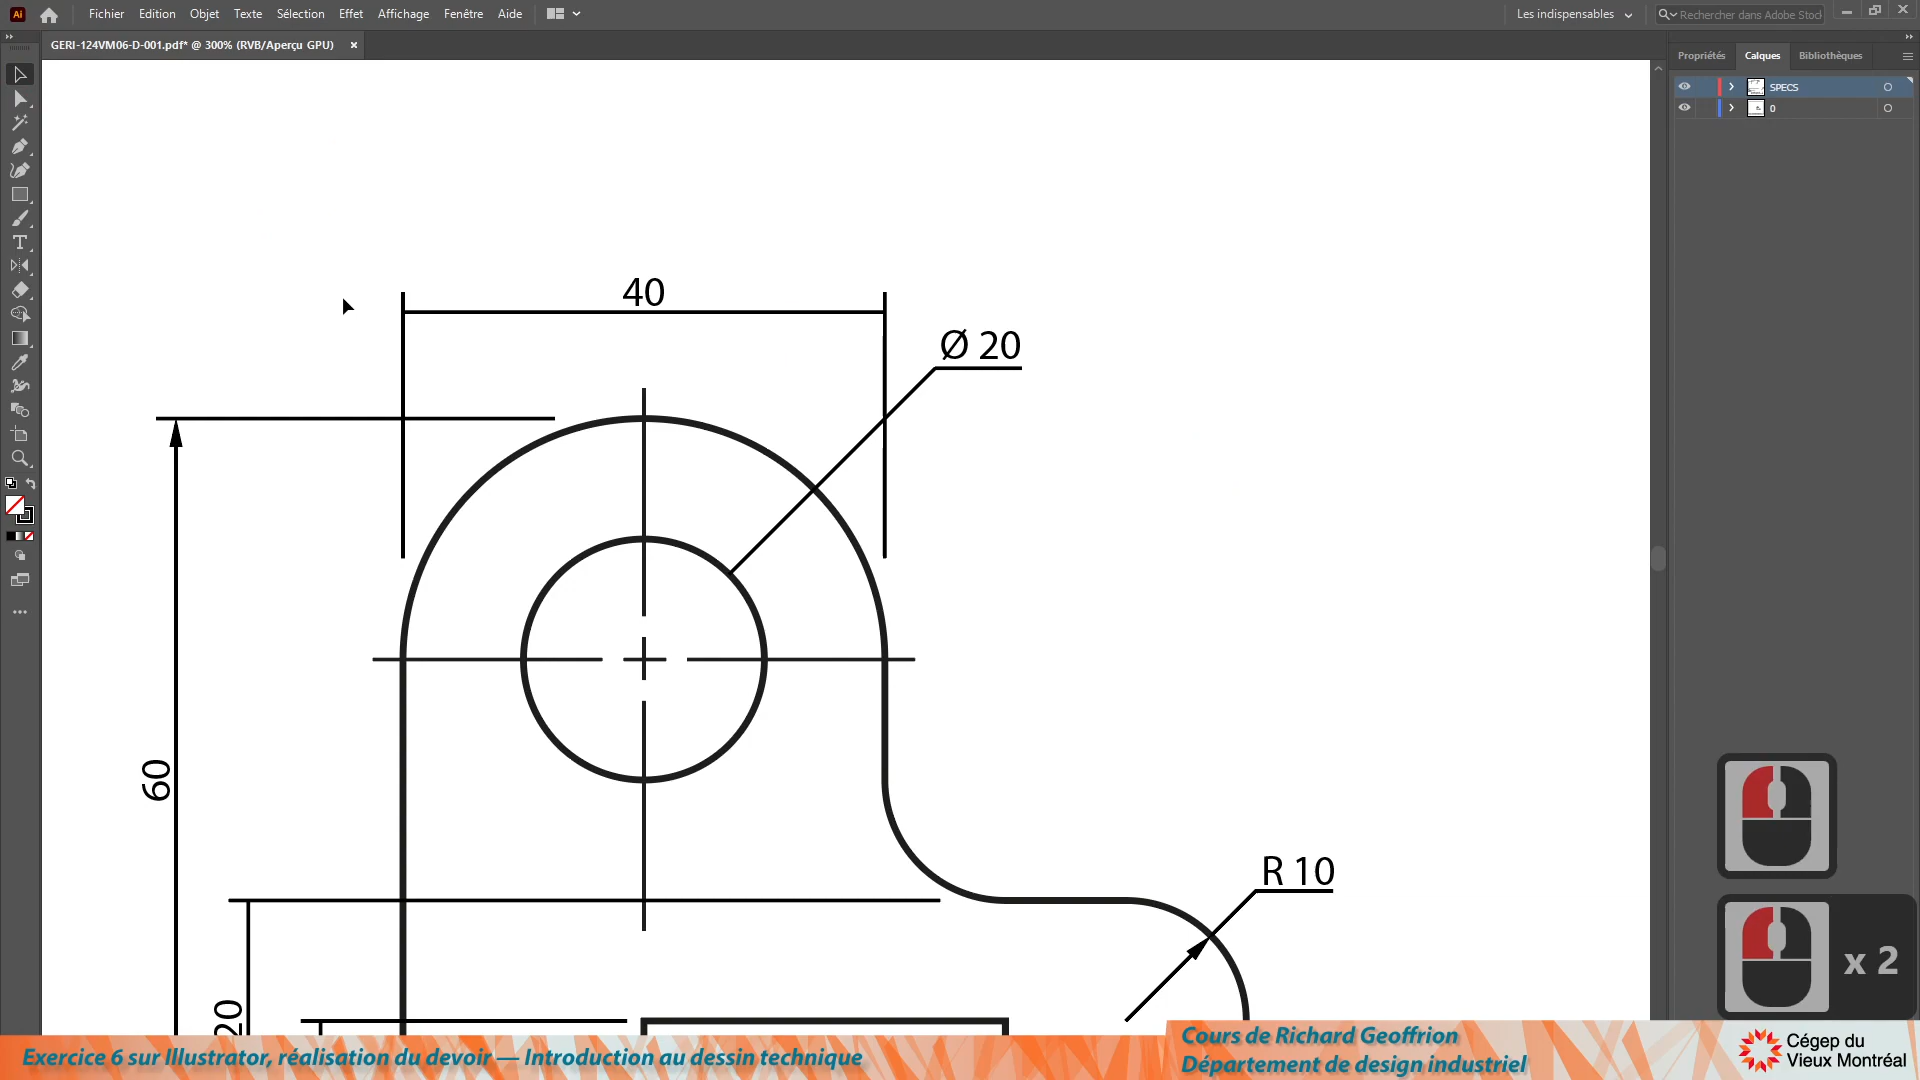 Ai
Fichier Edition Objet Texte Sélection Effet Affichage Fenêtre Aide
Les indispensables
Rechercher dans Adobe Stock
GERI-124VM06-D-001.pdf* @ 300% (RVB/Aperçu GPU) ×
Propriétés Calques Bibliothèques
SPECS
0
40
Ø 20
60
R 10
20
x 2
Exercice 6 sur Illustrator, réalisation du devoir — Introduction au dessin technique
Cours de Richard Geoffrion
Département de design industriel
Cégep du
Vieux Montréal